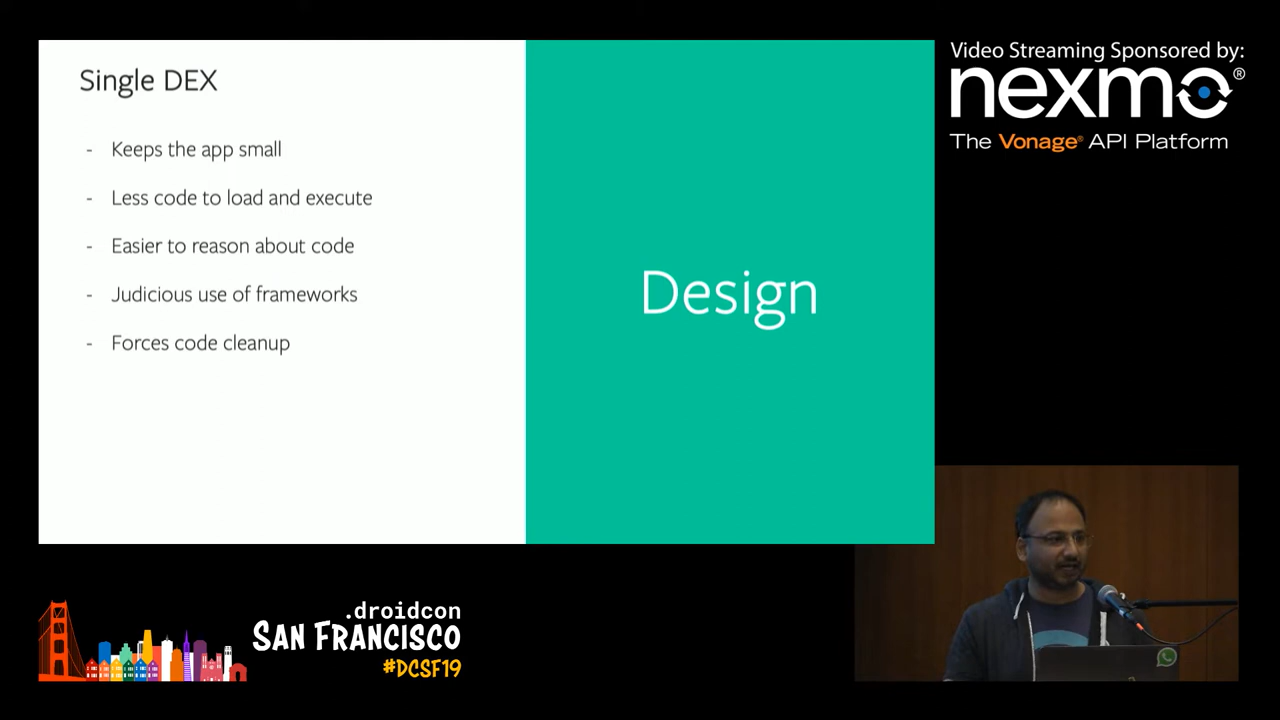 Single DEX
- Keeps the app small
- Less code to load and execute
- Easier to reason about code
- Judicious use of frameworks
- Forces code cleanup
Design
Video Streaming Sponsored by:
nexmo®
The Vonage® API Platform
.droidcon
SAN FRANCISCO
#DCSF19